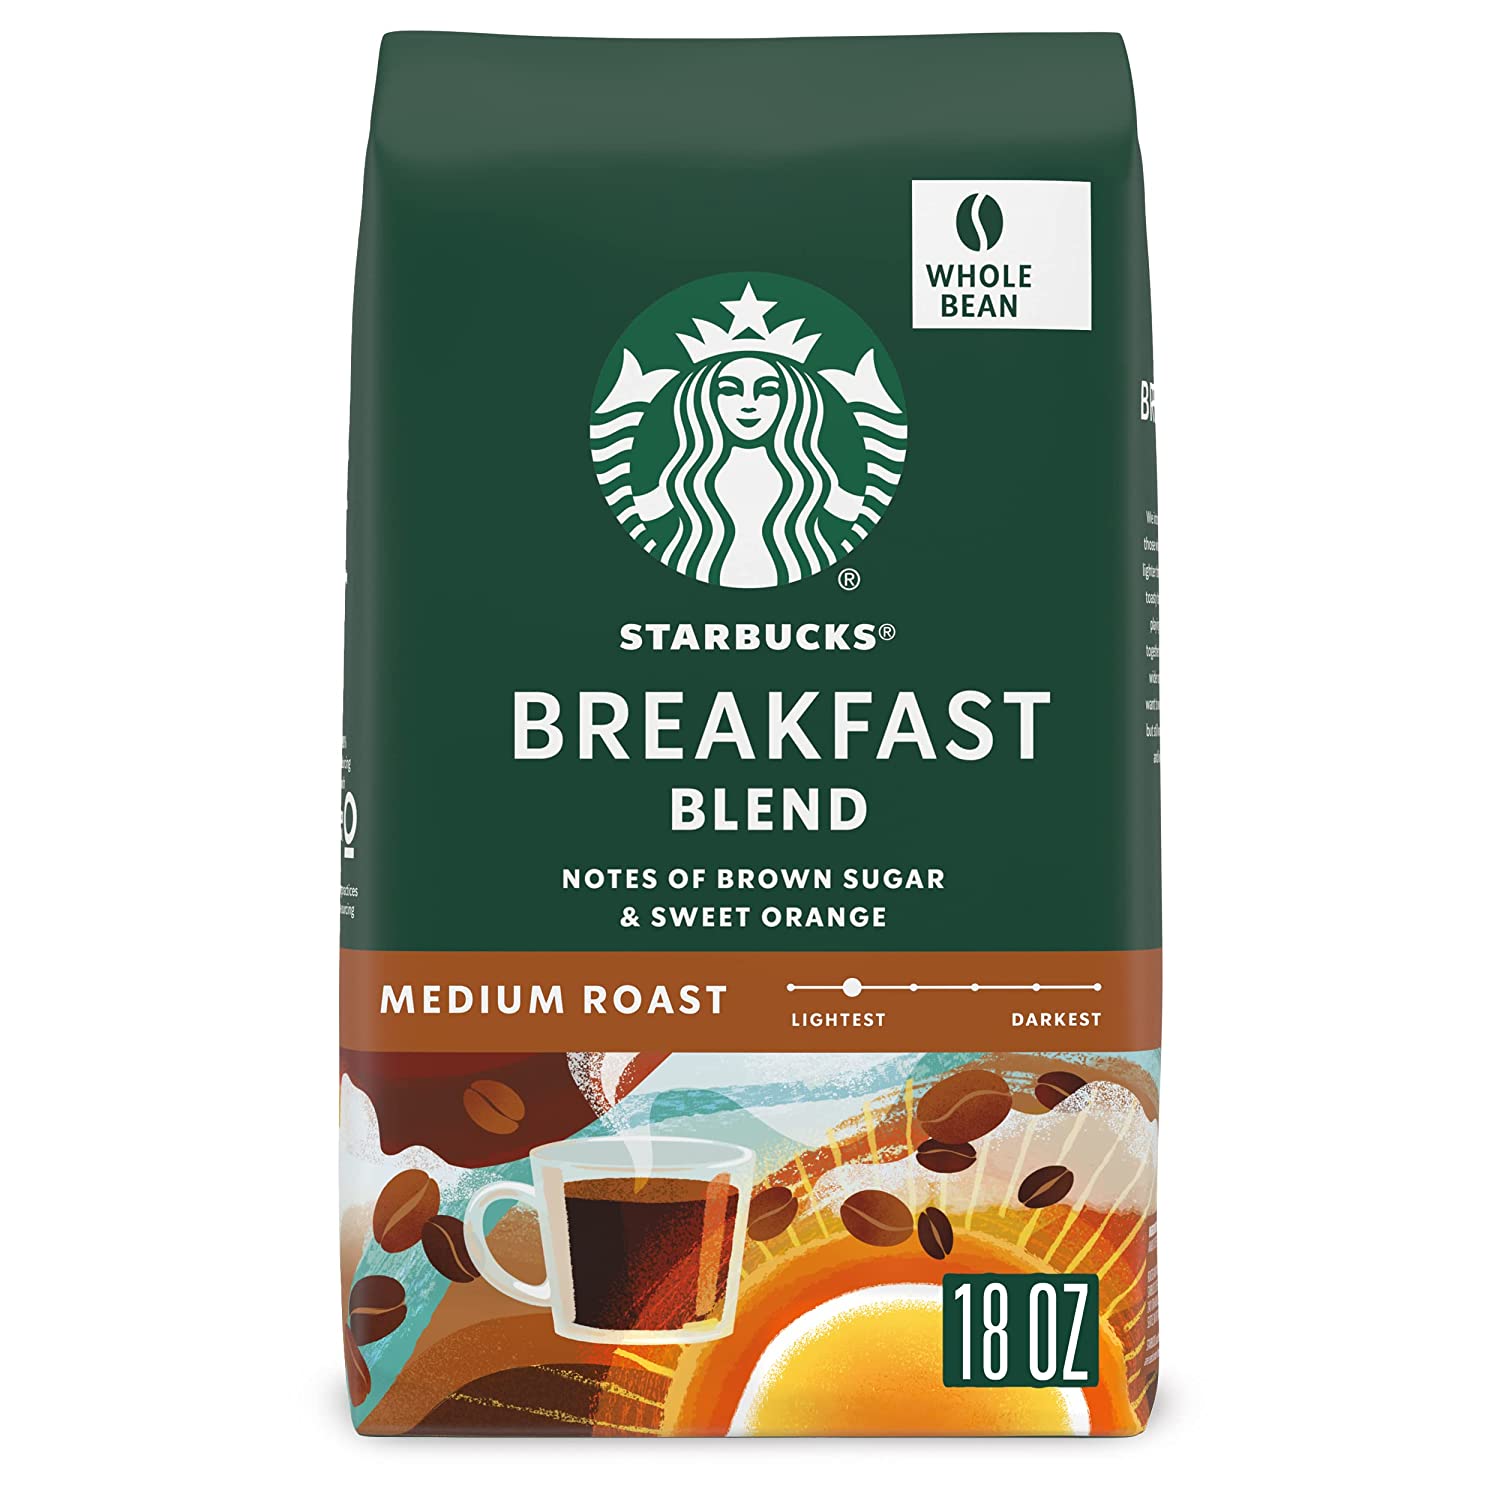 WHOLE
BEAN
STARBUCKS®
BREAKFAST
BLEND
NOTES OF BROWN SUGAR
& SWEET ORANGE
MEDIUM ROAST
LIGHTEST
DARKEST
18 OZ